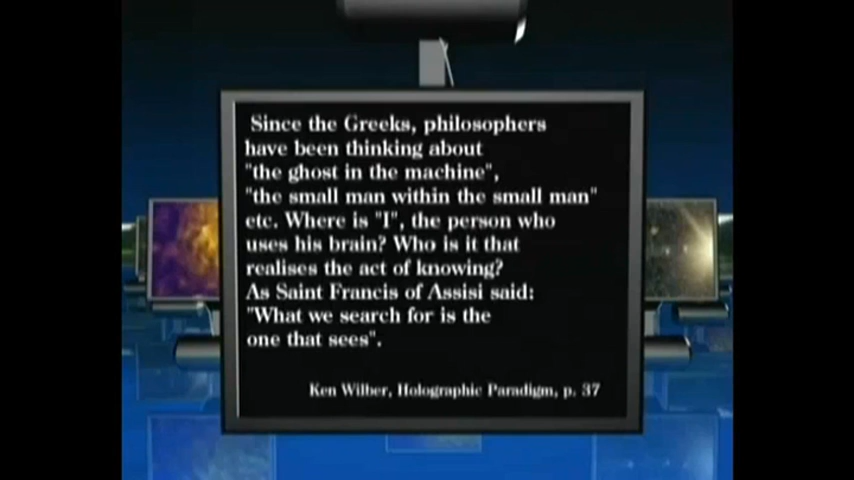 Since the Greeks, philosophers
have been thinking about
"the ghost in the machine",
"the small man within the small man"
etc. Where is "I", the person who
uses his brain? Who is it that
realises the act of knowing?
As Saint Francis of Assisi said:
"What we search for is the
one that sees".
Ken Wilber, Holographic Paradigm, p. 37